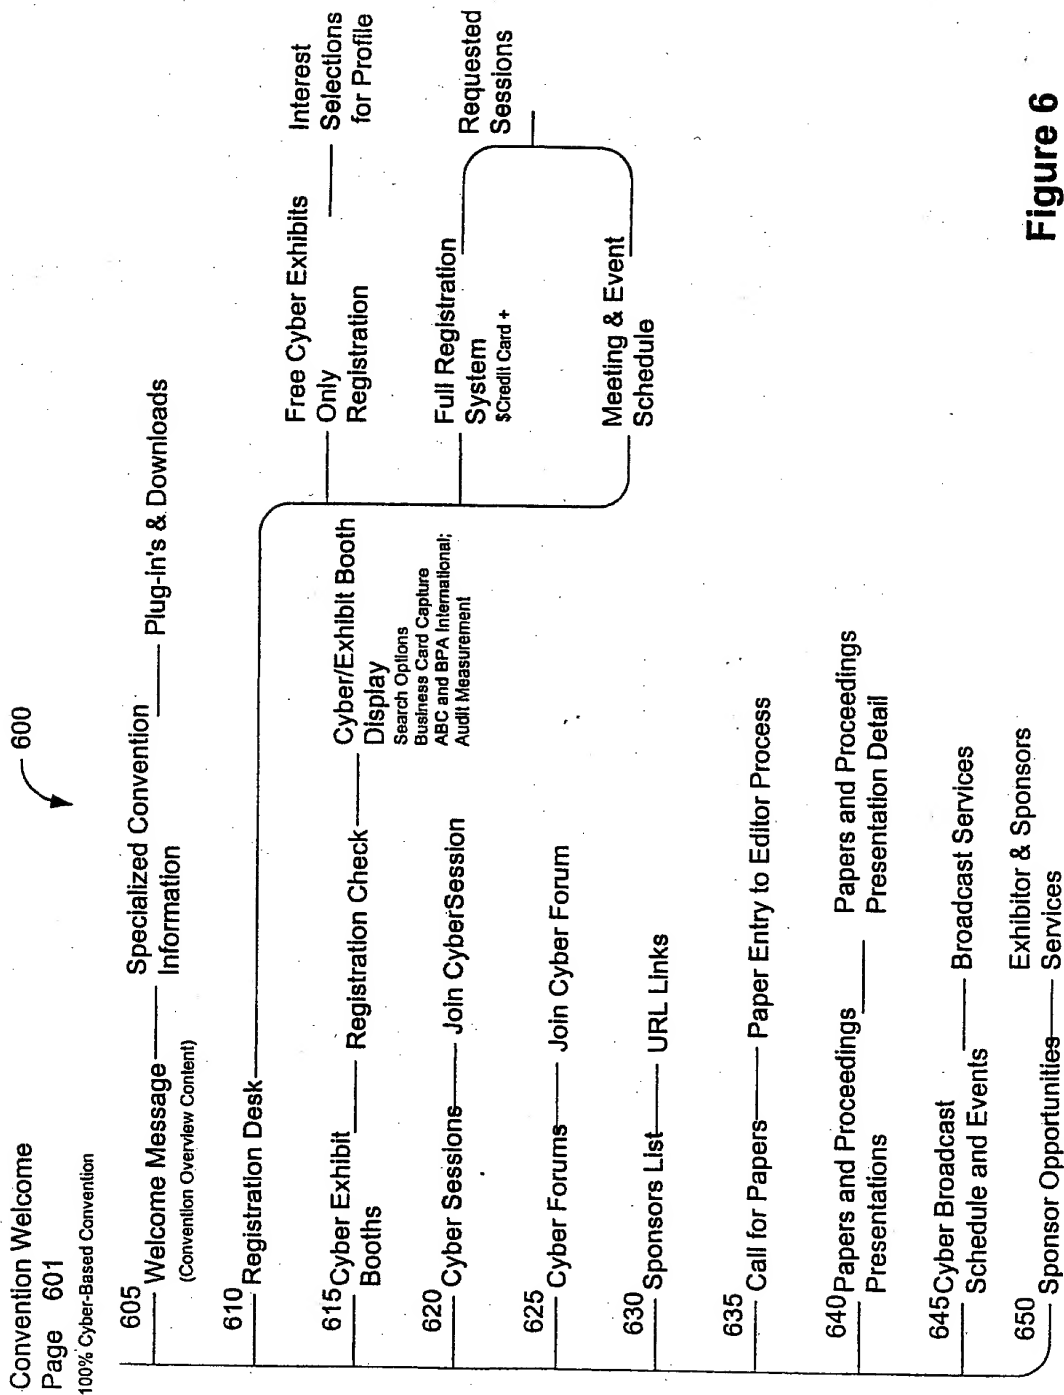 600
Convention Welcome
Page 601
100% Cyber-Based Convention
605 Welcome Message
(Convention Overview Content)
Specialized Convention
Information
Plug-in's & Downloads
610 Registration Desk
Free Cyber Exhibits
Only
Registration
Interest
Selections
for Profile
Full Registration
System
$Credit Card +
Meeting & Event
Schedule
Requested
Sessions
615 Cyber Exhibit
Booths
Registration Check
Cyber/Exhibit Booth
Display
Search Options
Business Card Capture
ABC and BPA International;
Audit Measurement
620 Cyber Sessions
Join CyberSession
625 Cyber Forums
Join Cyber Forum
630 Sponsors List
URL Links
635 Call for Papers
Paper Entry to Editor Process
640 Papers and Proceedings
Presentations
Papers and Proceedings
Presentation Detail
645 Cyber Broadcast
Schedule and Events
Broadcast Services
650 Sponsor Opportunities
Exhibitor & Sponsors
Services
Figure 6